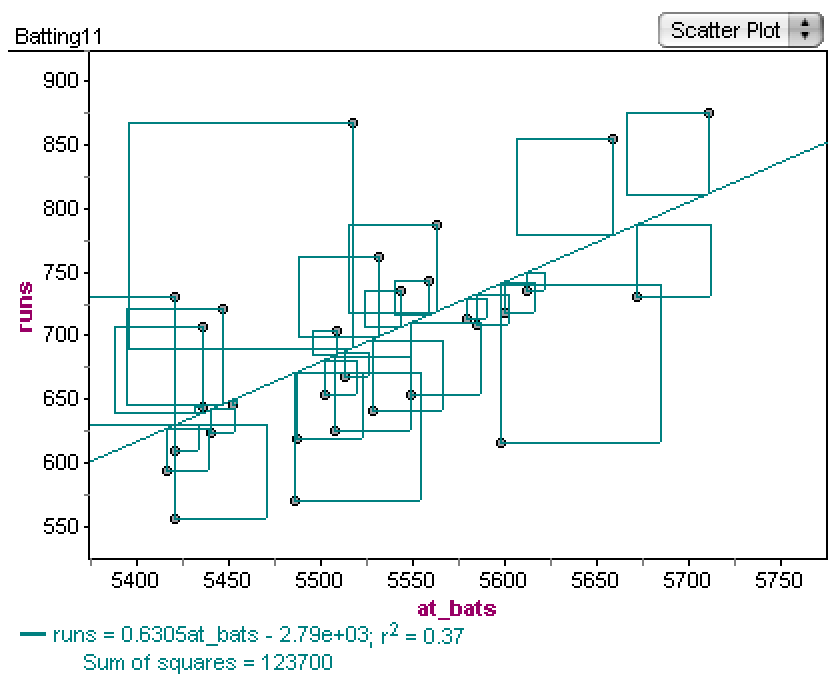 Batting11
Scatter Plot
900
850
800
750
700
650
600
550
runs
5400 5450 5500 5550 5600 5650 5700 5750
at_bats
runs = 0.6305at_bats - 2.79e+03; r² = 0.37
Sum of squares = 123700